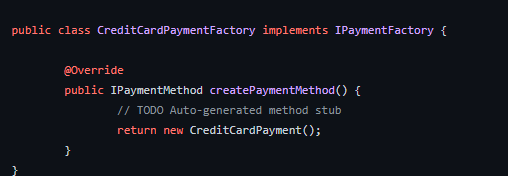 public class CreditCardPaymentFactory implements IPaymentFactory {
@Override
public IPaymentMethod createPaymentMethod() {
// TODO Auto-generated method stub
return new CreditCardPayment();
}
}